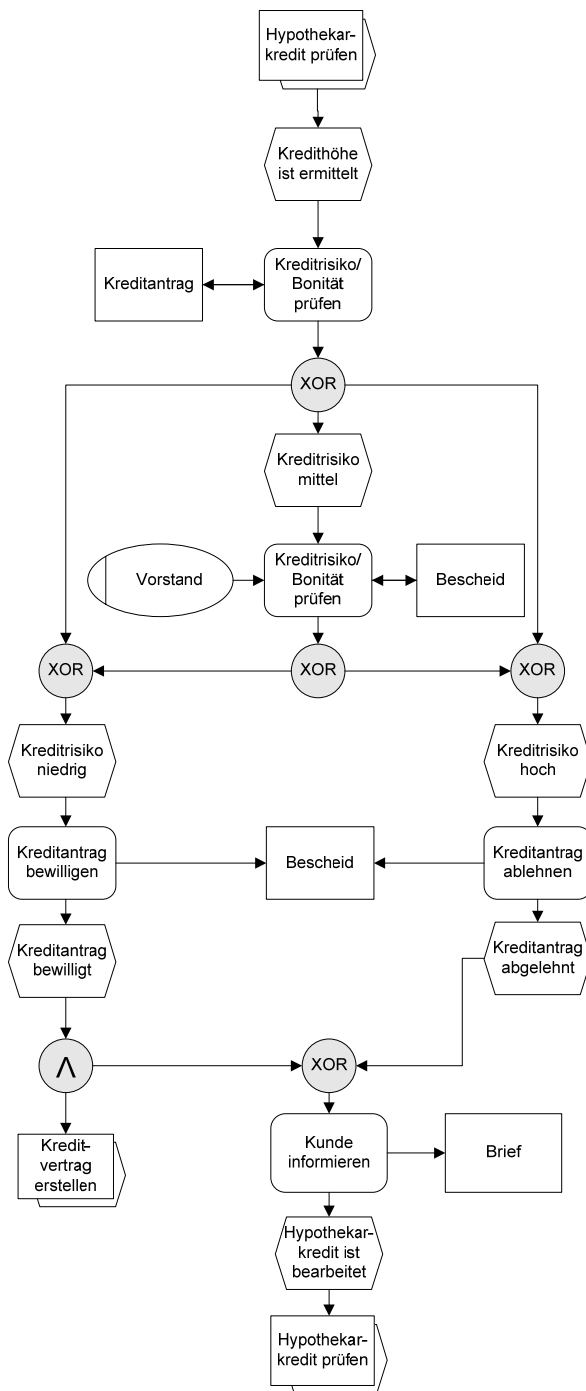 Hypothekar-
kredit prüfen
Kredithöhe
ist ermittelt
Kreditantrag
Kreditrisiko/
Bonität
prüfen
XOR
Kreditrisiko
mittel
Vorstand
Kreditrisiko/
Bonität
prüfen
Bescheid
XOR
XOR
XOR
Kreditrisiko
niedrig
Kreditrisiko
hoch
Kreditantrag
bewilligen
Bescheid
Kreditantrag
ablehnen
Kreditantrag
bewilligt
Kreditantrag
abgelehnt
Λ
XOR
Kredit-
vertrag
erstellen
Kunde
informieren
Brief
Hypothekar-
kredit ist
bearbeitet
Hypothekar-
kredit prüfen